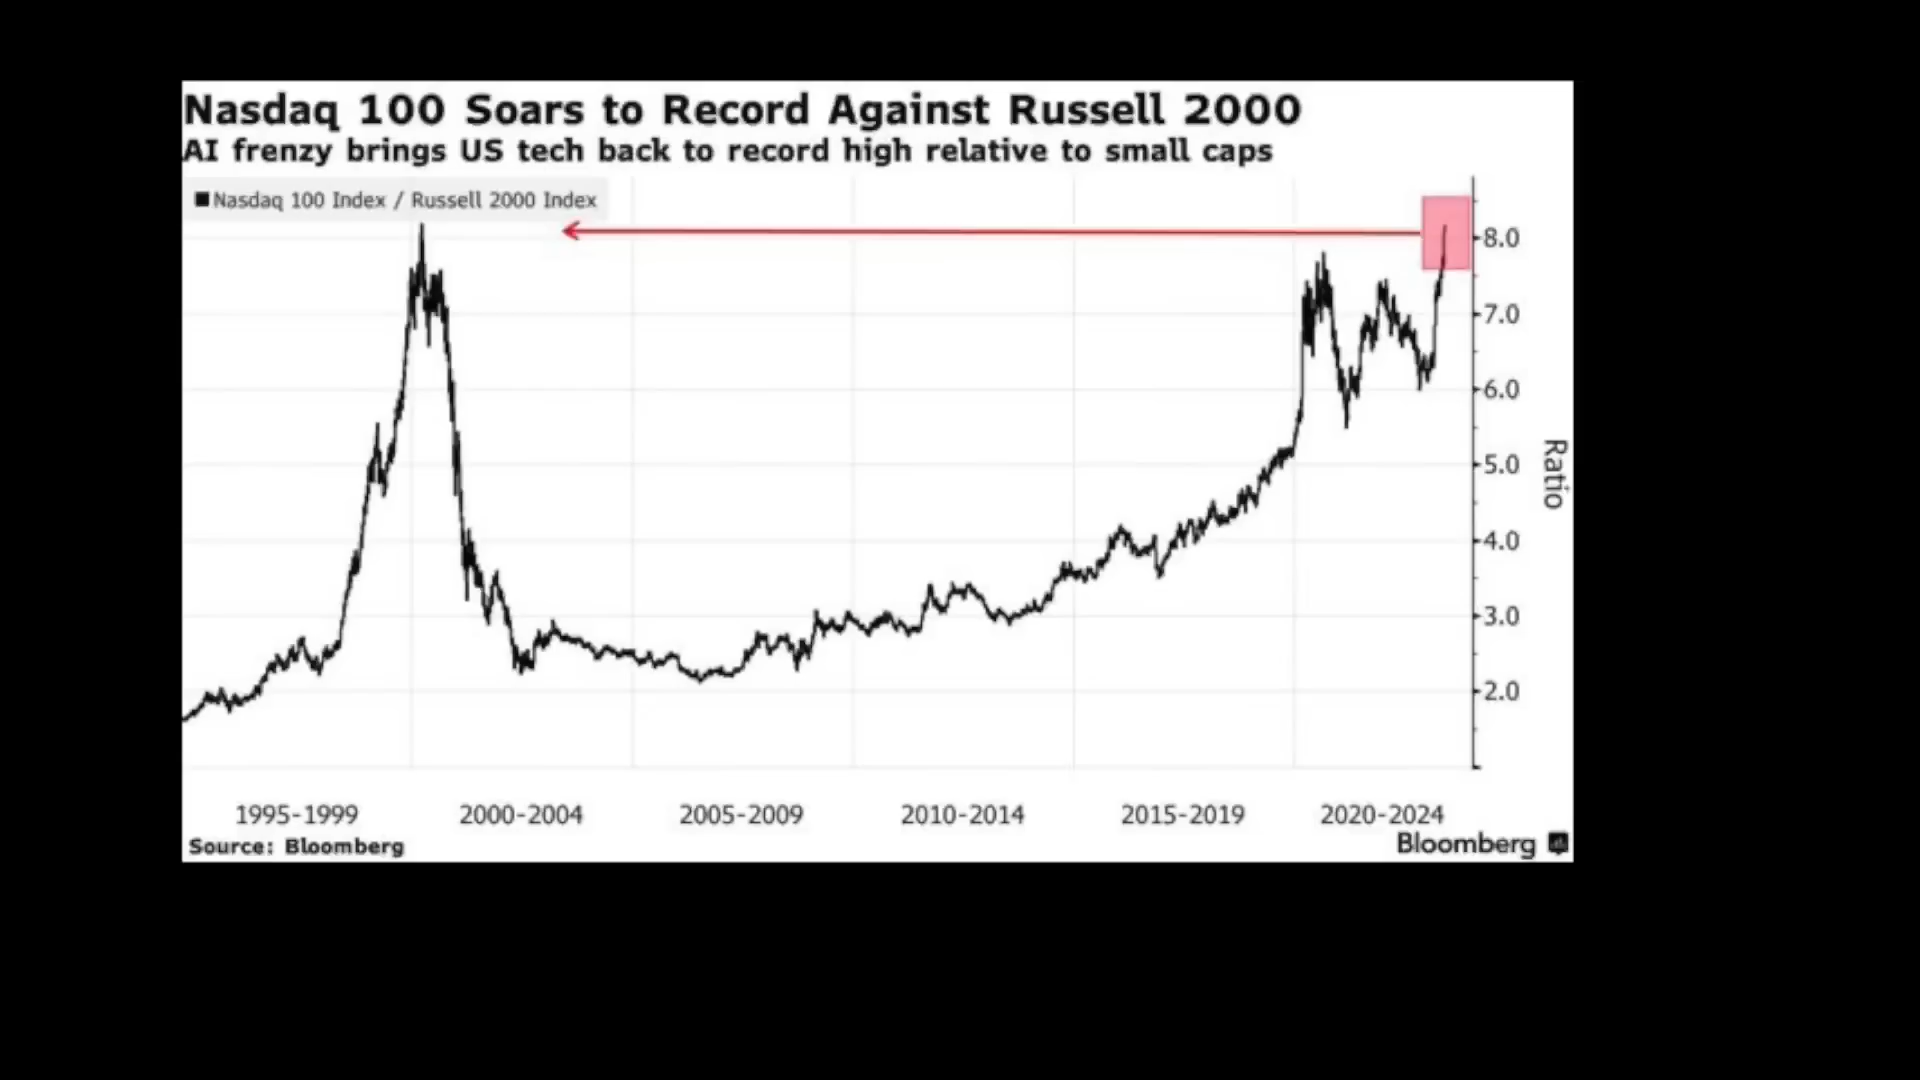 Nasdaq 100 Soars to Record Against Russell 2000
AI frenzy brings US tech back to record high relative to small caps
Nasdaq 100 Index / Russell 2000 Index
8.0
7.0
6.0
5.0
4.0
3.0
2.0
Ratio
1995-1999 2000-2004 2005-2009 2010-2014 2015-2019 2020-2024
Source: Bloomberg
Bloomberg